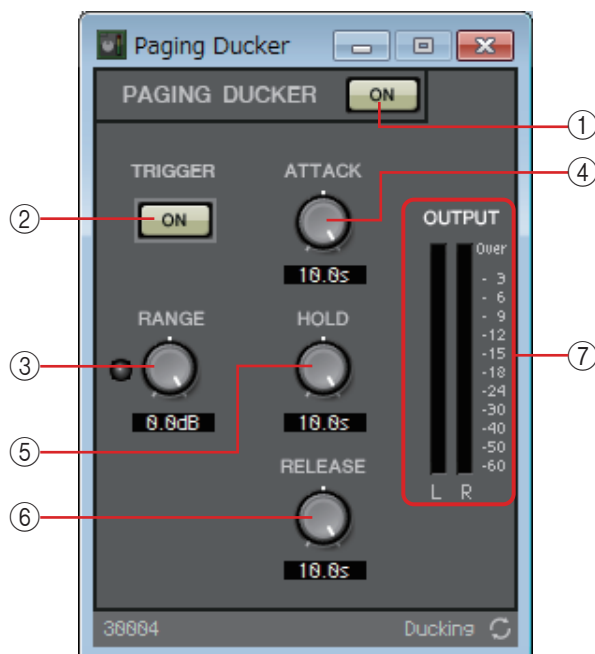 Paging Ducker
PAGING DUCKER ON
①
TRIGGER ATTACK
② ON ④
10.0s
OUTPUT
Over
- 3
- 6
- 9
-12
-15
-18
-24
-30
-40
-50
-60
L R
⑦
RANGE HOLD
③
0.0dB 10.0s
⑤
RELEASE
⑥
10.0s
30004 Ducking